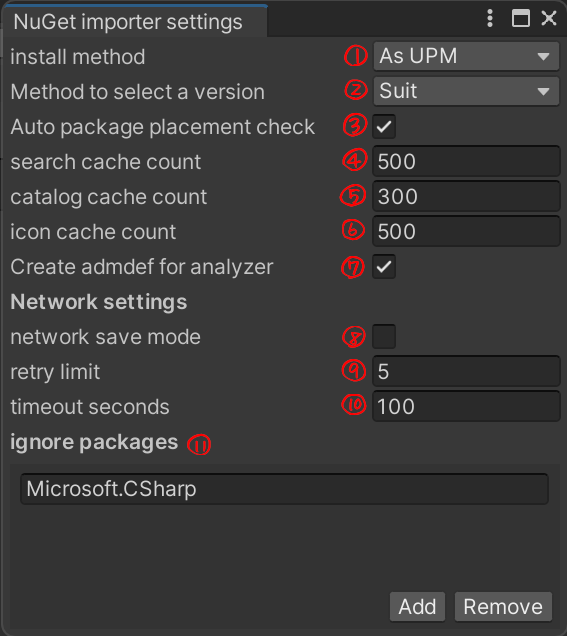 NuGet importer settings
install method ① As UPM
Method to select a version ② Suit
Auto package placement check ③
search cache count ④ 500
catalog cache count ⑤ 300
icon cache count ⑥ 500
Create admdef for analyzer ⑦
Network settings
network save mode ⑧
retry limit ⑨ 5
timeout seconds ⑩ 100
ignore packages ⑪
Microsoft.CSharp
Add Remove